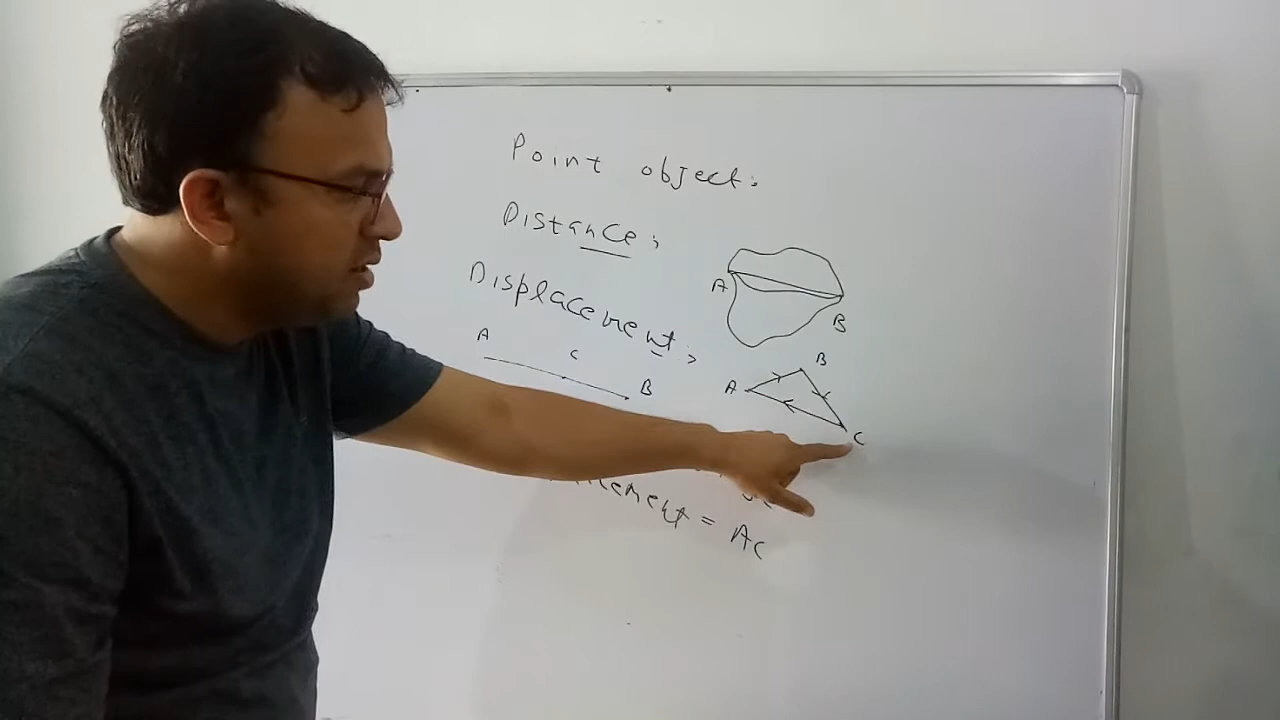 Point object:
Distance:
Displacement:
A C B
A B
A B C
= AC